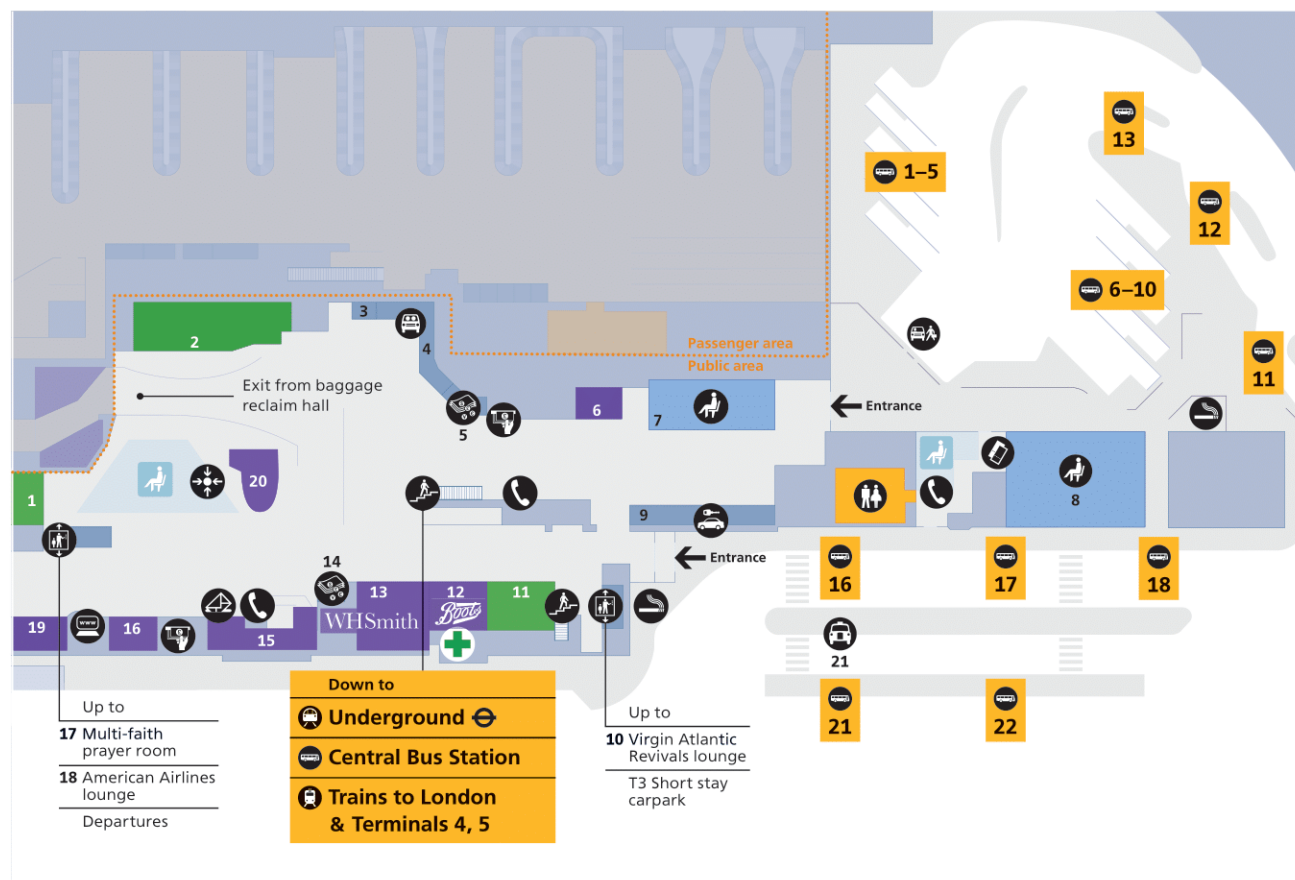 13
1–5
12
6–10
3
2
4
Passenger area
Public area
11
Exit from baggage
reclaim hall
5
6
7
Entrance
20
1
8
9
Entrance
14
16
17
18
13
12
11
WHSmith
Boots
19
www
16
15
21
Down to
Underground
Central Bus Station
Trains to London
& Terminals 4, 5
21
22
Up to
17 Multi-faith
prayer room
18 American Airlines
lounge
Departures
Up to
10 Virgin Atlantic
Revivals lounge
T3 Short stay
carpark